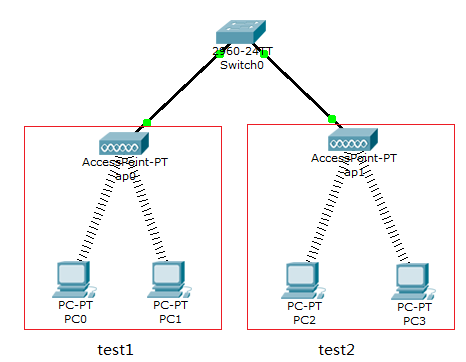 2960-24TT
Switch0
AccessPoint-PT
ap0
AccessPoint-PT
ap1
PC-PT
PC0
PC-PT
PC1
PC-PT
PC2
PC-PT
PC3
test1
test2